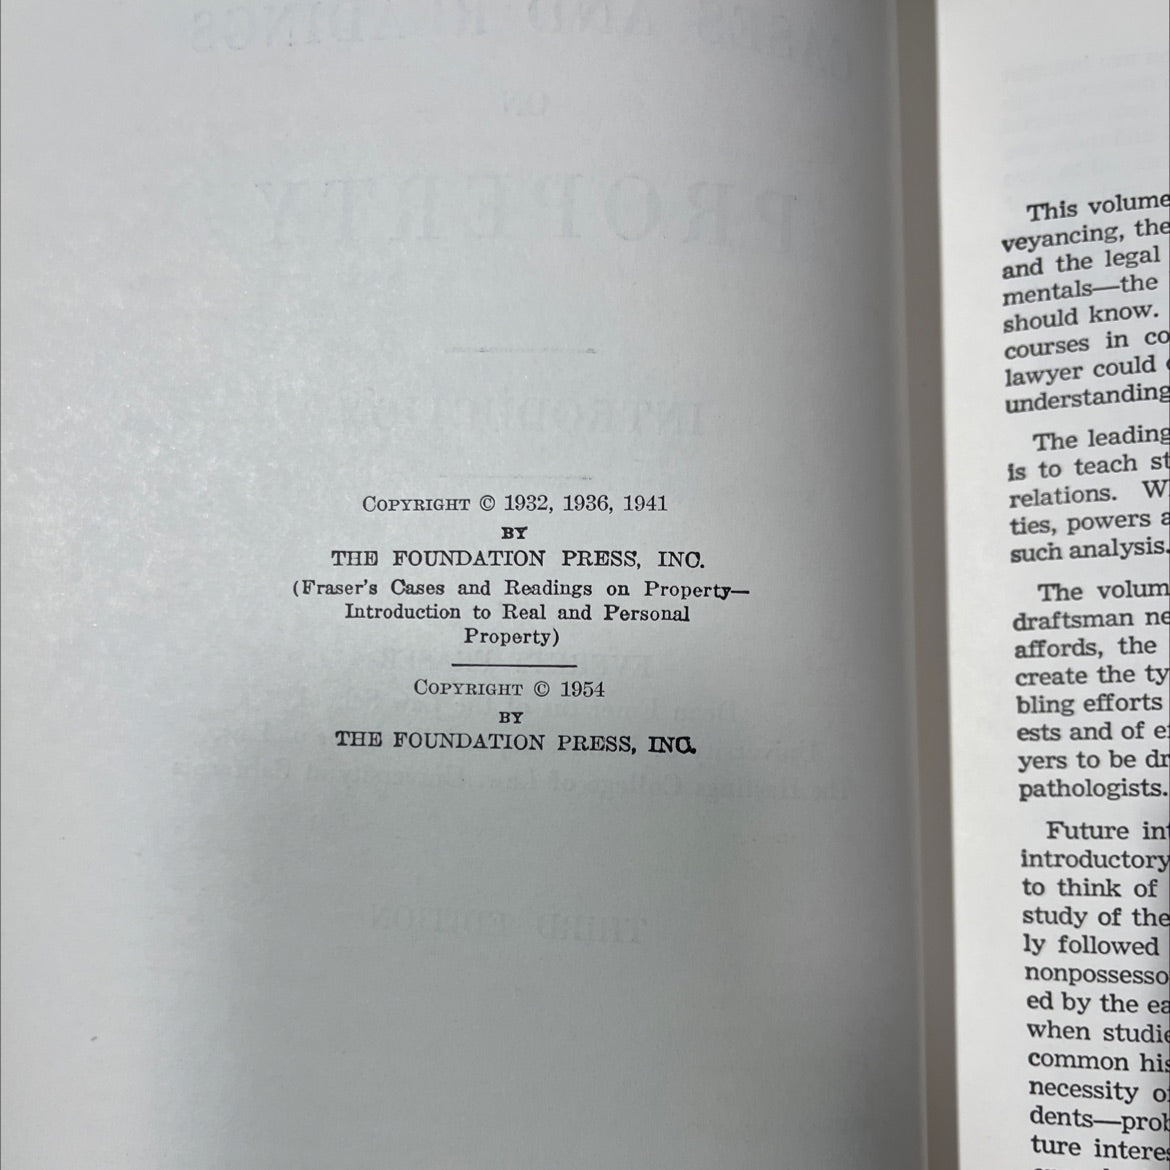 COPYRIGHT © 1932, 1936, 1941
BY
THE FOUNDATION PRESS, INC.
(Fraser's Cases and Readings on Property—
Introduction to Real and Personal
Property)
COPYRIGHT © 1954
BY
THE FOUNDATION PRESS, INC.
This volume
veyancing, the
and the legal
mentals—the
should know.
courses in co
lawyer could
understanding
The leading
is to teach st
relations. W
ties, powers a
such analysis.
The volum
draftsman ne
affords, the
create the ty
bling efforts
ests and of e
yers to be dr
pathologists.
Future int
introductory
to think of
study of the
ly followed
nonpossesso
ed by the ea
when studie
common his
necessity of
dents—prob
ture intere